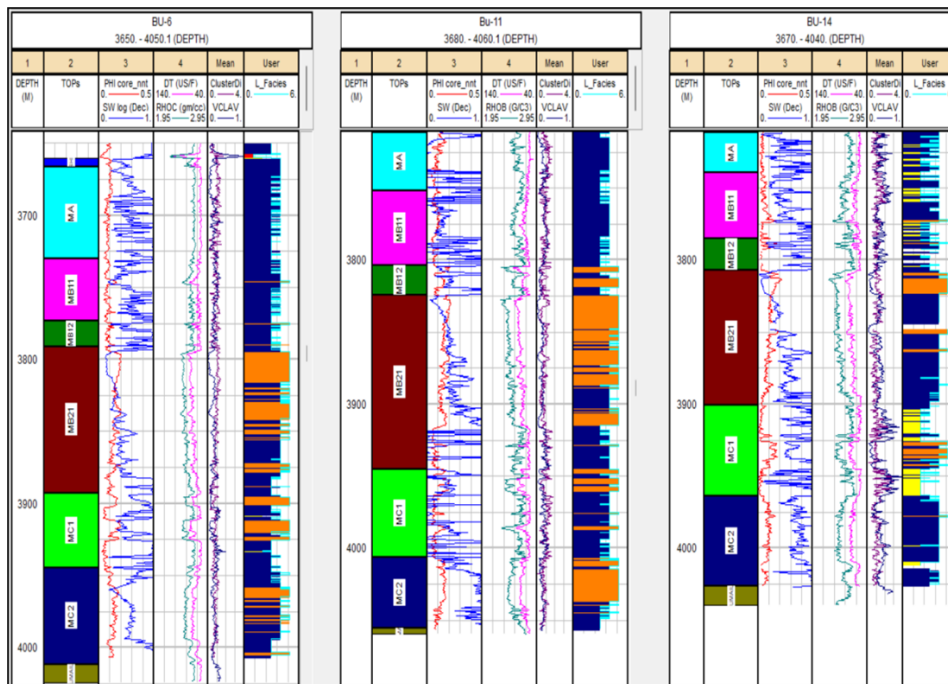 BU-6
3650. - 4050.1 (DEPTH)
1 2 3 4 Mean User
DEPTH (M) TOPs PHI core_nnt DT (US/F) ClusterDi L_Facies
0. 0.5 140. 40. 0. 4. 0. 6.
SW log (Dec) RHOC (gm/cc) VCLAV
0. 1. 1.95 2.95 0. 1.
MA
3700
MB11
MB12
3800
MB21
3900
MC1
MC2
4000
Bu-11
3680. - 4060.1 (DEPTH)
1 2 3 4 Mean User
DEPTH (M) TOPs PHI core_nnt DT (US/F) ClusterDi L_Facies
0. 0.5 140. 40. 0. 4. 0. 6.
SW (Dec) RHOB (G/C3) VCLAV
0. 1. 1.95 2.95 0. 1.
MA
MB11
3800
MB12
MB21
3900
MC1
4000
MC2
BU-14
3670. - 4040. (DEPTH)
1 2 3 4 Mean User
DEPTH (M) TOPs PHI core_nnt DT (US/F) ClusterDi L_Facies
0. 0.5 140. 40. 0. 4. 0. 6.
SW (Dec) RHOB (G/C3) VCLAV
0. 1. 1.95 2.95 0. 1.
MA
MB11
MB12
3800
MB21
3900
MC1
MC2
4000